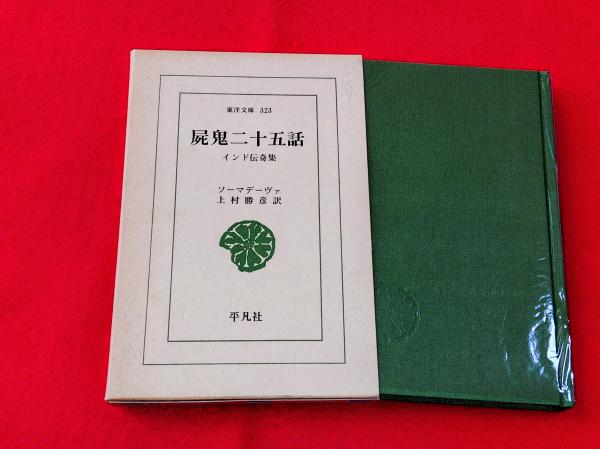 東洋文庫 323
屍鬼二十五話
インド伝奇集
ソーマデーヴァ
上村勝彦訳
平凡社